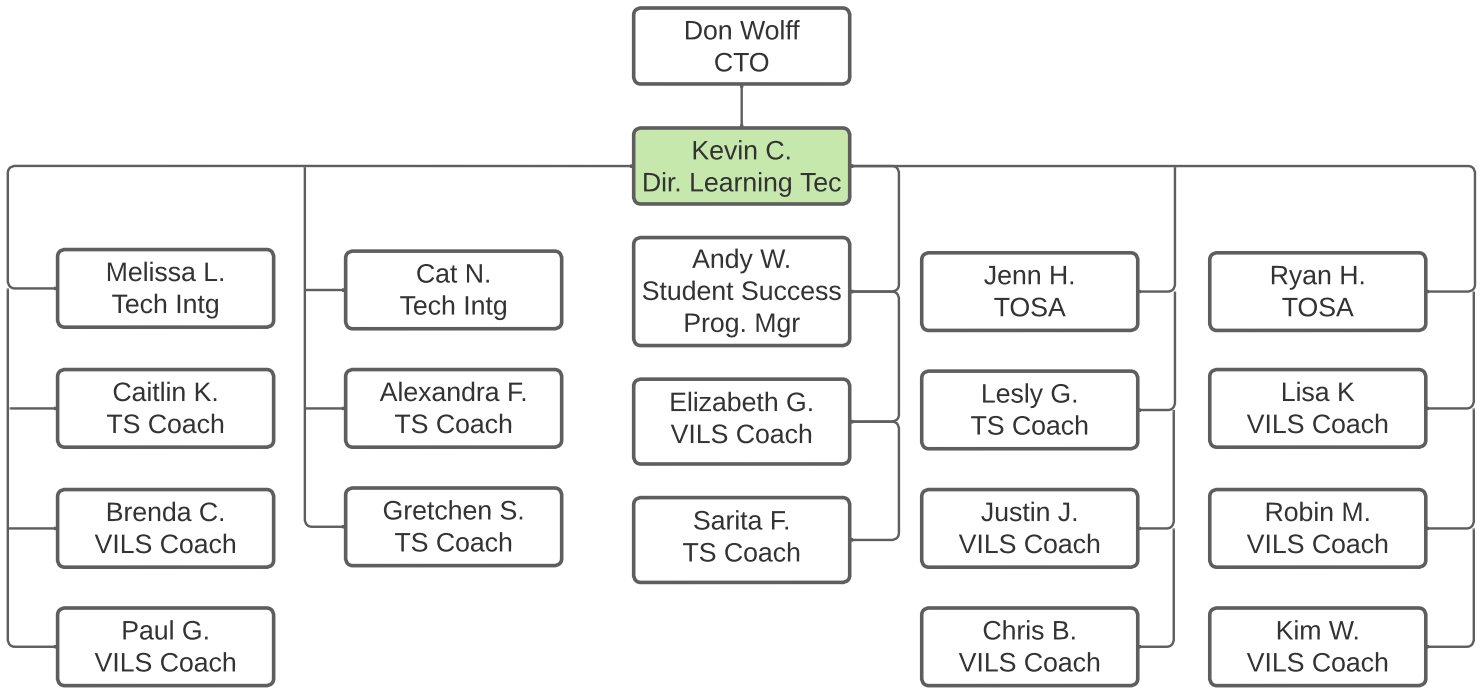 Don Wolff
CTO
Kevin C.
Dir. Learning Tec
Melissa L.
Tech Intg
Caitlin K.
TS Coach
Brenda C.
VILS Coach
Paul G.
VILS Coach
Cat N.
Tech Intg
Alexandra F.
TS Coach
Gretchen S.
TS Coach
Andy W.
Student Success
Prog. Mgr
Elizabeth G.
VILS Coach
Sarita F.
TS Coach
Jenn H.
TOSA
Lesly G.
TS Coach
Justin J.
VILS Coach
Chris B.
VILS Coach
Ryan H.
TOSA
Lisa K
VILS Coach
Robin M.
VILS Coach
Kim W.
VILS Coach